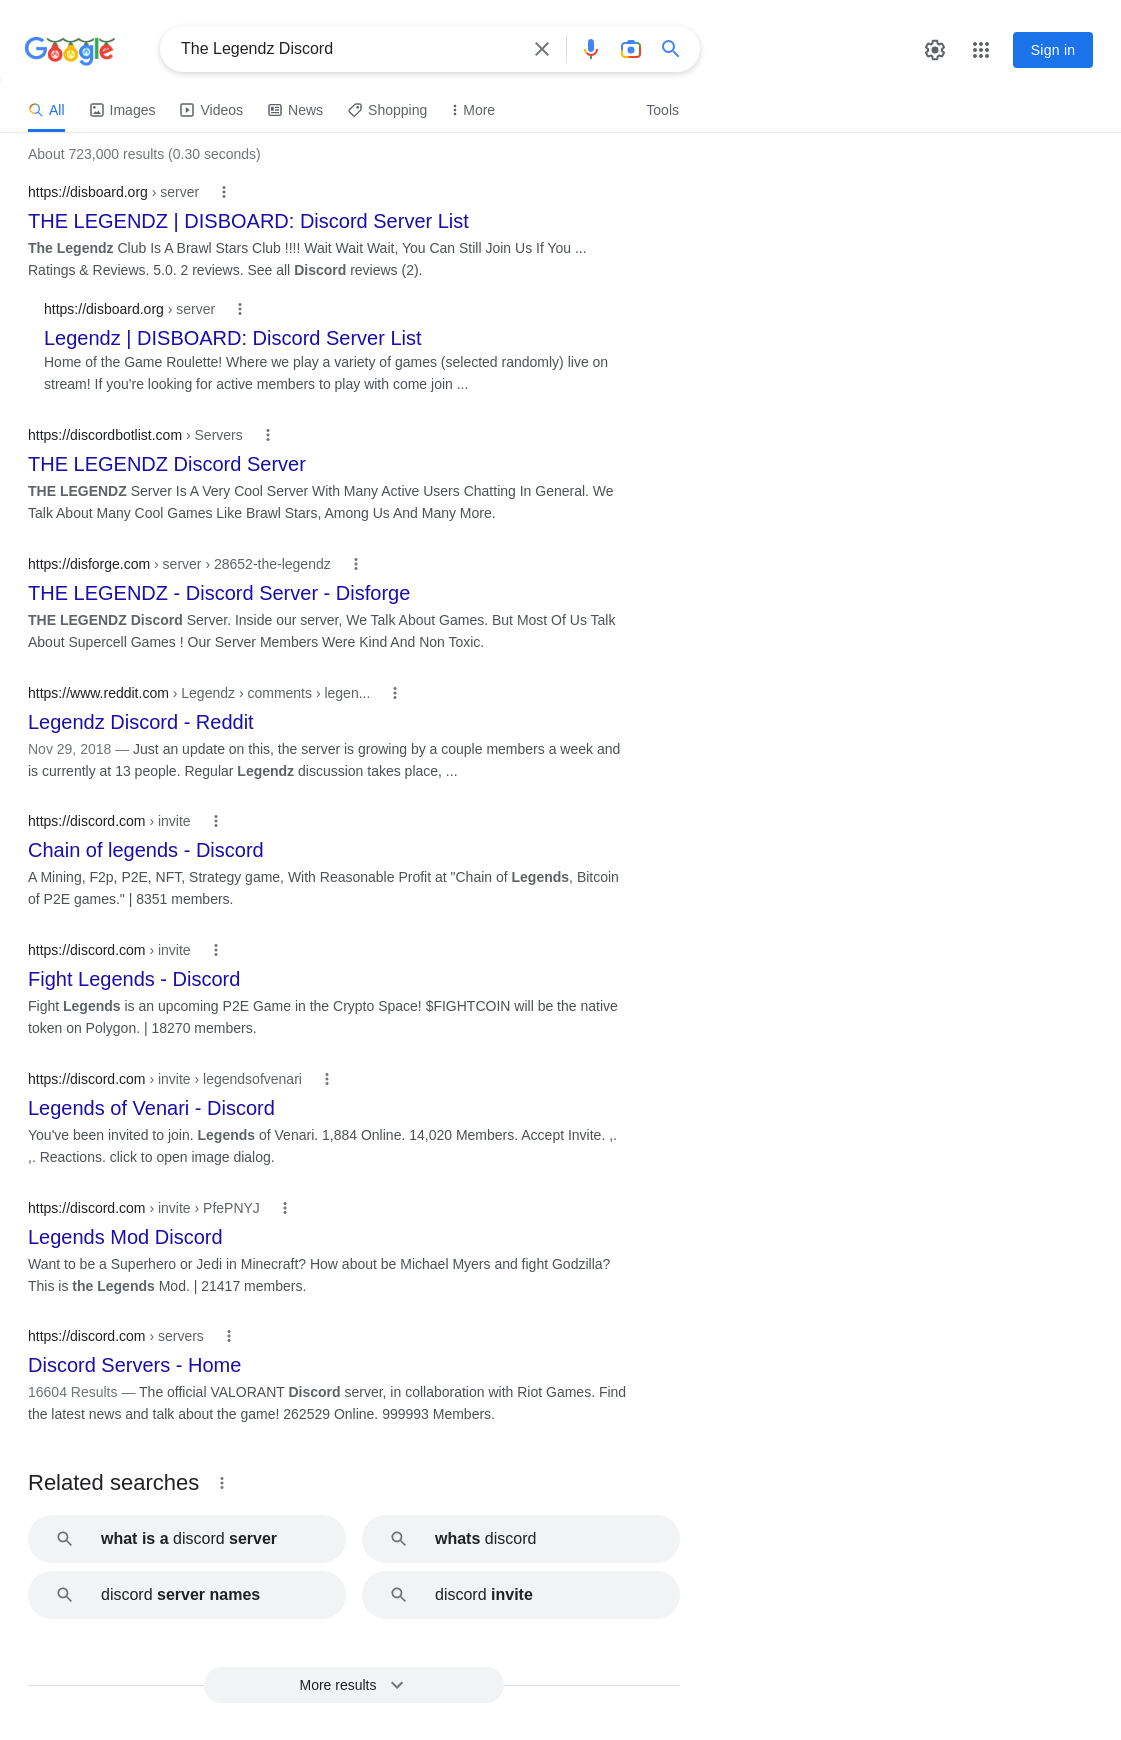 Google
The Legendz Discord
Sign in
All
Images
Videos
News
Shopping
More
Tools
About 723,000 results (0.30 seconds)
https://disboard.org › server
THE LEGENDZ | DISBOARD: Discord Server List
The Legendz Club Is A Brawl Stars Club !!!! Wait Wait Wait, You Can Still Join Us If You ...
Ratings & Reviews. 5.0. 2 reviews. See all Discord reviews (2).
https://disboard.org › server
Legendz | DISBOARD: Discord Server List
Home of the Game Roulette! Where we play a variety of games (selected randomly) live on
stream! If you're looking for active members to play with come join ...
https://discordbotlist.com › Servers
THE LEGENDZ Discord Server
THE LEGENDZ Server Is A Very Cool Server With Many Active Users Chatting In General. We
Talk About Many Cool Games Like Brawl Stars, Among Us And Many More.
https://disforge.com › server › 28652-the-legendz
THE LEGENDZ - Discord Server - Disforge
THE LEGENDZ Discord Server. Inside our server, We Talk About Games. But Most Of Us Talk
About Supercell Games ! Our Server Members Were Kind And Non Toxic.
https://www.reddit.com › Legendz › comments › legen...
Legendz Discord - Reddit
Nov 29, 2018 — Just an update on this, the server is growing by a couple members a week and
is currently at 13 people. Regular Legendz discussion takes place, ...
https://discord.com › invite
Chain of legends - Discord
A Mining, F2p, P2E, NFT, Strategy game, With Reasonable Profit at "Chain of Legends, Bitcoin
of P2E games." | 8351 members.
https://discord.com › invite
Fight Legends - Discord
Fight Legends is an upcoming P2E Game in the Crypto Space! $FIGHTCOIN will be the native
token on Polygon. | 18270 members.
https://discord.com › invite › legendsofvenari
Legends of Venari - Discord
You've been invited to join. Legends of Venari. 1,884 Online. 14,020 Members. Accept Invite. ,.
,. Reactions. click to open image dialog.
https://discord.com › invite › PfePNYJ
Legends Mod Discord
Want to be a Superhero or Jedi in Minecraft? How about be Michael Myers and fight Godzilla?
This is the Legends Mod. | 21417 members.
https://discord.com › servers
Discord Servers - Home
16604 Results — The official VALORANT Discord server, in collaboration with Riot Games. Find
the latest news and talk about the game! 262529 Online. 999993 Members.
Related searches
what is a discord server
whats discord
discord server names
discord invite
More results